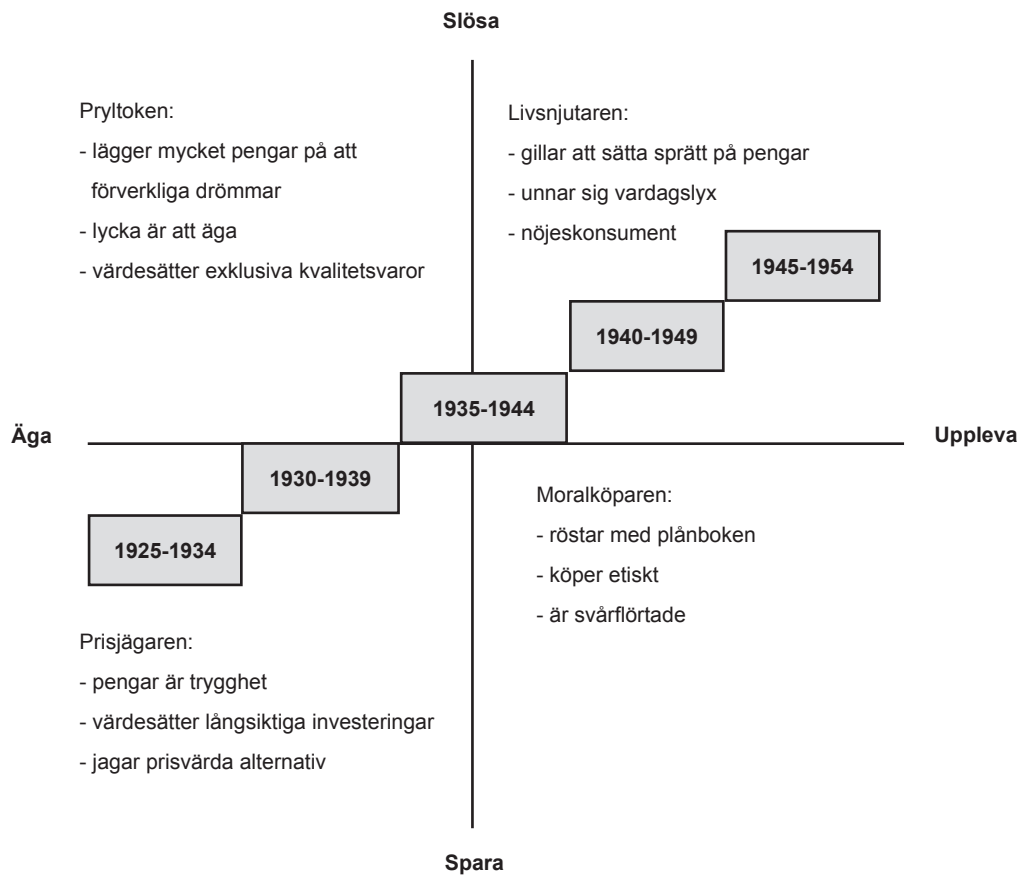 Slösa
Pryltoken:
- lägger mycket pengar på att
förverkliga drömmar
- lycka är att äga
- värdesätter exklusiva kvalitetsvaror
Livsnjutaren:
- gillar att sätta sprätt på pengar
- unnar sig vardagslyx
- nöjeskonsument
1945-1954
1940-1949
1935-1944
Äga
Uppleva
1930-1939
1925-1934
Moralköparen:
- röstar med plånboken
- köper etiskt
- är svårflörtade
Prisjägaren:
- pengar är trygghet
- värdesätter långsiktiga investeringar
- jagar prisvärda alternativ
Spara